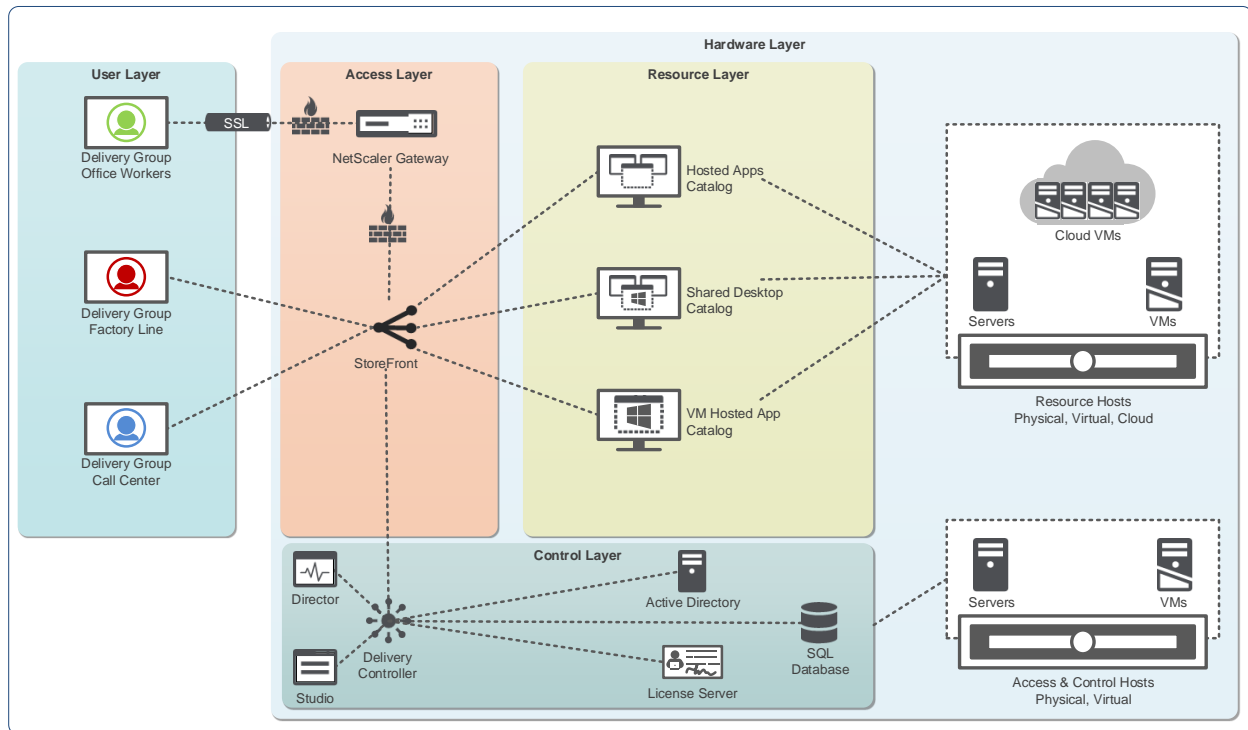 Hardware Layer
User Layer
Access Layer
Resource Layer
SSL
Delivery Group
Office Workers
NetScaler Gateway
Hosted Apps
Catalog
Cloud VMs
Delivery Group
Factory Line
Shared Desktop
Catalog
Servers
VMs
StoreFront
Resource Hosts
Physical, Virtual, Cloud
VM Hosted App
Catalog
Delivery Group
Call Center
Control Layer
Director
Active Directory
Servers
VMs
Delivery
Controller
SQL
Database
Studio
License Server
Access & Control Hosts
Physical, Virtual